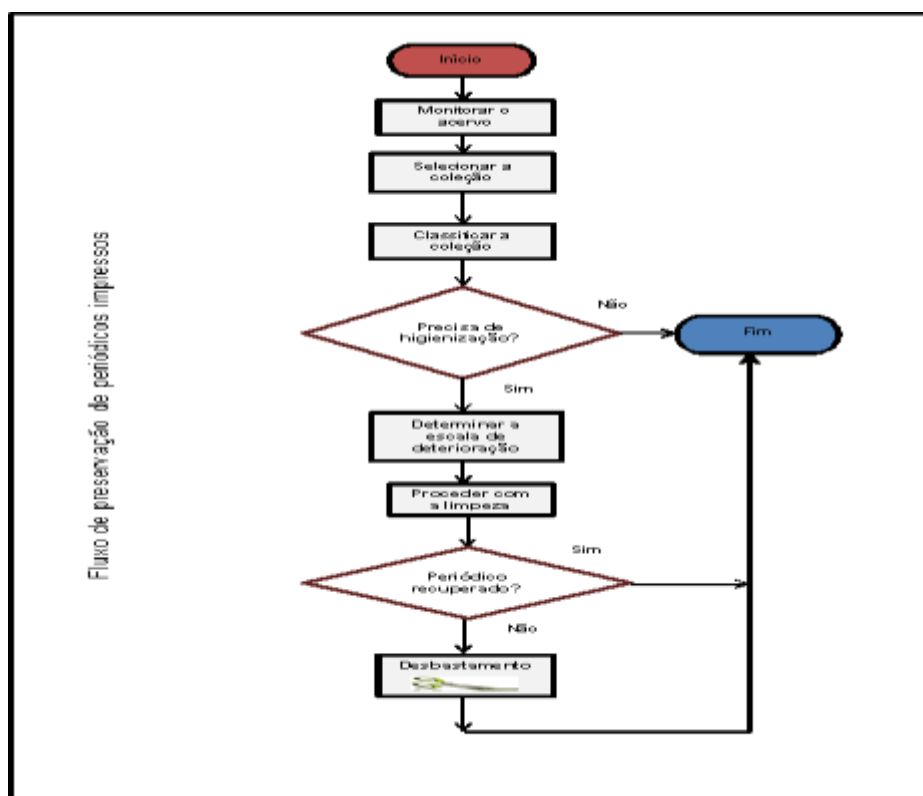 Fluxo de preservação de periódicos impressos
Início
Monitorar o
acervo
Selecionar a
coleção
Classificar a
coleção
Precisa de
higienização?
Não
Fim
Sim
Determinar a
escala de
deterioração
Proceder com
a limpeza
Sim
Periódico
recuperado?
Não
Desbastamento